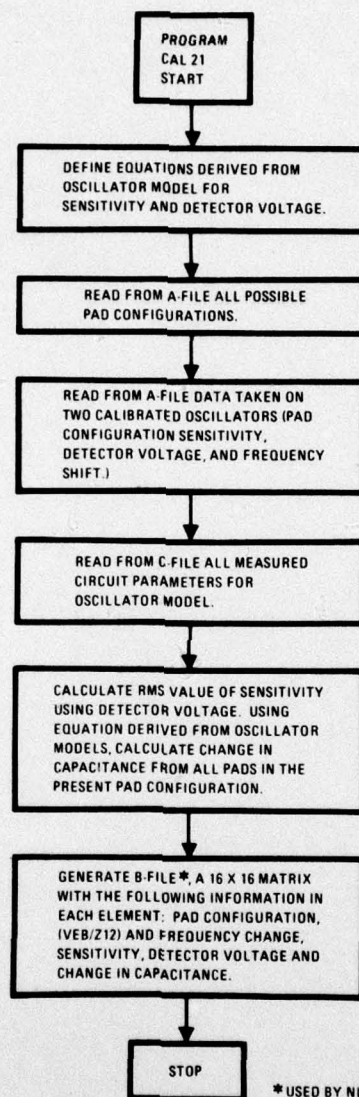 PROGRAM
CAL 21
START
DEFINE EQUATIONS DERIVED FROM
OSCILLATOR MODEL FOR
SENSITIVITY AND DETECTOR VOLTAGE.
READ FROM A-FILE ALL POSSIBLE
PAD CONFIGURATIONS.
READ FROM A-FILE DATA TAKEN ON
TWO CALIBRATED OSCILLATORS (PAD
CONFIGURATION SENSITIVITY,
DETECTOR VOLTAGE, AND FREQUENCY
SHIFT.)
READ FROM C-FILE ALL MEASURED
CIRCUIT PARAMETERS FOR
OSCILLATOR MODEL.
CALCULATE RMS VALUE OF SENSITIVITY
USING DETECTOR VOLTAGE. USING
EQUATION DERIVED FROM OSCILLATOR
MODELS, CALCULATE CHANGE IN
CAPACITANCE FROM ALL PADS IN THE
PRESENT PAD CONFIGURATION.
GENERATE B-FILE*, A 16 X 16 MATRIX
WITH THE FOLLOWING INFORMATION IN
EACH ELEMENT: PAD CONFIGURATION,
(VEB/Z12) AND FREQUENCY CHANGE,
SENSITIVITY, DETECTOR VOLTAGE AND
CHANGE IN CAPACITANCE.
STOP
*USED BY